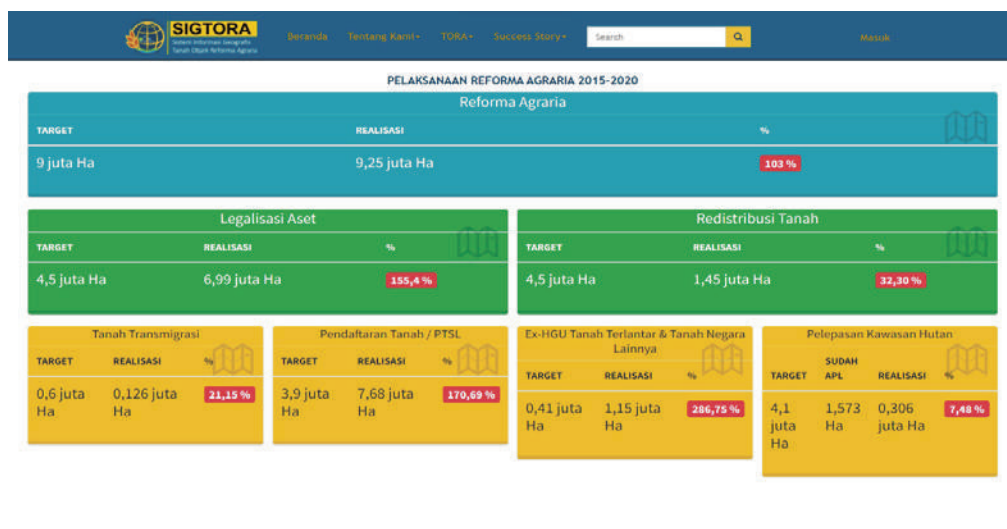 SIGTORA
Sistem Informasi Geografis
Tanah Objek Reforma Agraria
Beranda Tentang Kami TORA Success Story Search Masuk
PELAKSANAAN REFORMA AGRARIA 2015-2020
Reforma Agraria
TARGET REALISASI %
9 juta Ha 9,25 juta Ha 103 %
Legalisasi Aset
TARGET REALISASI %
4,5 juta Ha 6,99 juta Ha 155,4 %
Redistribusi Tanah
TARGET REALISASI %
4,5 juta Ha 1,45 juta Ha 32,30 %
Tanah Transmigrasi
TARGET REALISASI %
0,6 juta 0,126 juta 21,15 %
Ha Ha
Pendaftaran Tanah / PTSL
TARGET REALISASI %
3,9 juta 7,68 juta 170,69 %
Ha Ha
Ex-HGU Tanah Terlantar & Tanah Negara
Lainnya
TARGET REALISASI %
0,41 juta 1,15 juta 286,75 %
Ha Ha
Pelepasan Kawasan Hutan
SUDAH
TARGET APL REALISASI %
4,1 1,573 0,306 7,48 %
juta Ha juta Ha
Ha